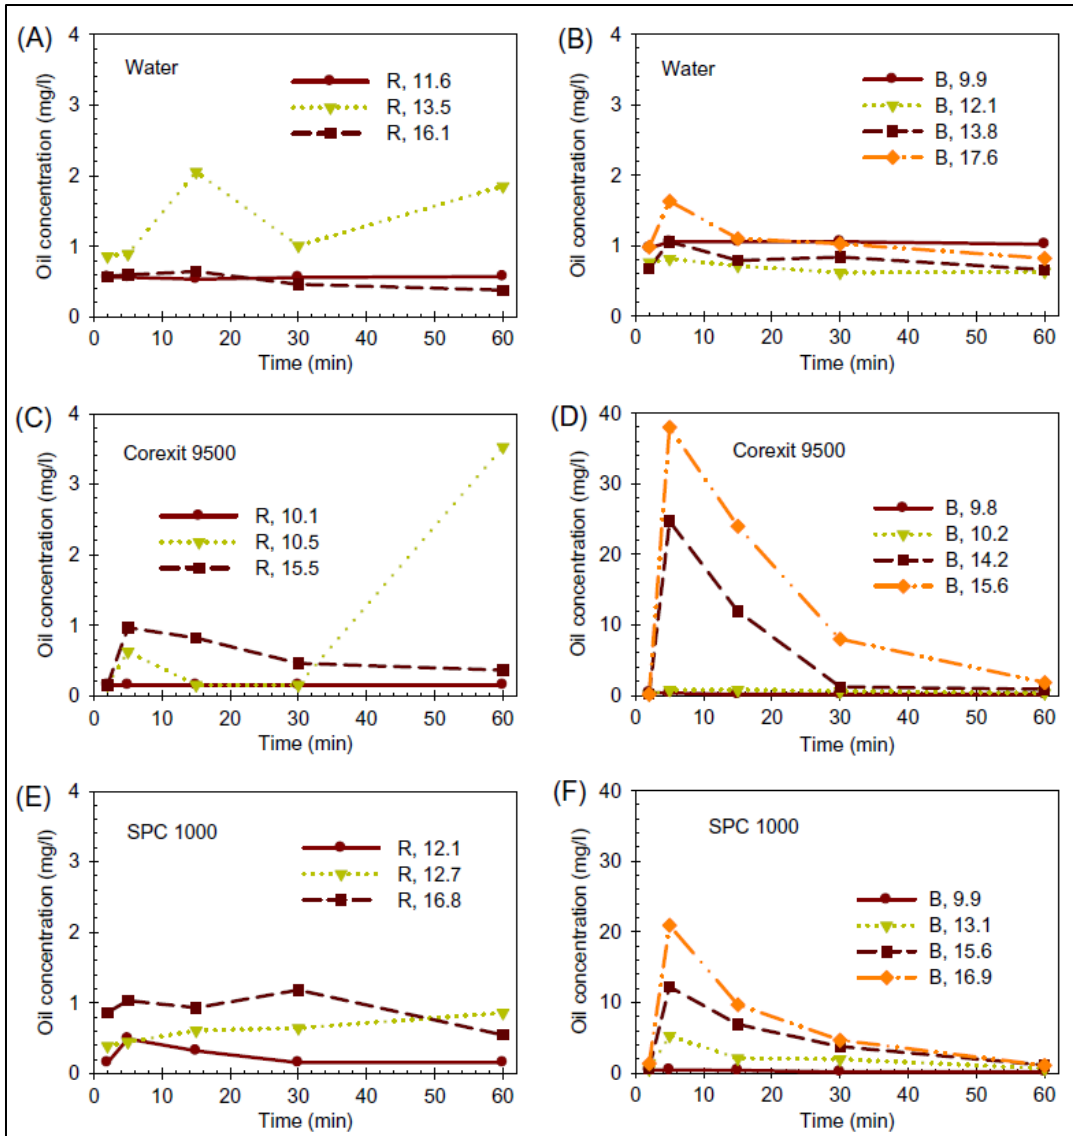 (A)
4
3
2
1
0
Oil concentration (mg/l)
Water
R, 11.6
R, 13.5
R, 16.1
0 10 20 30 40 50 60
Time (min)
(B)
4
3
2
1
0
Oil concentration (mg/l)
Water
B, 9.9
B, 12.1
B, 13.8
B, 17.6
0 10 20 30 40 50 60
Time (min)
(C)
4
3
2
1
0
Oil concentration (mg/l)
Corexit 9500
R, 10.1
R, 10.5
R, 15.5
0 10 20 30 40 50 60
Time (min)
(D)
40
30
20
10
0
Oil concentration (mg/l)
Corexit 9500
B, 9.8
B, 10.2
B, 14.2
B, 15.6
0 10 20 30 40 50 60
Time (min)
(E)
4
3
2
1
0
Oil concentration (mg/l)
SPC 1000
R, 12.1
R, 12.7
R, 16.8
0 10 20 30 40 50 60
Time (min)
(F)
40
30
20
10
0
Oil concentration (mg/l)
SPC 1000
B, 9.9
B, 13.1
B, 15.6
B, 16.9
0 10 20 30 40 50 60
Time (min)